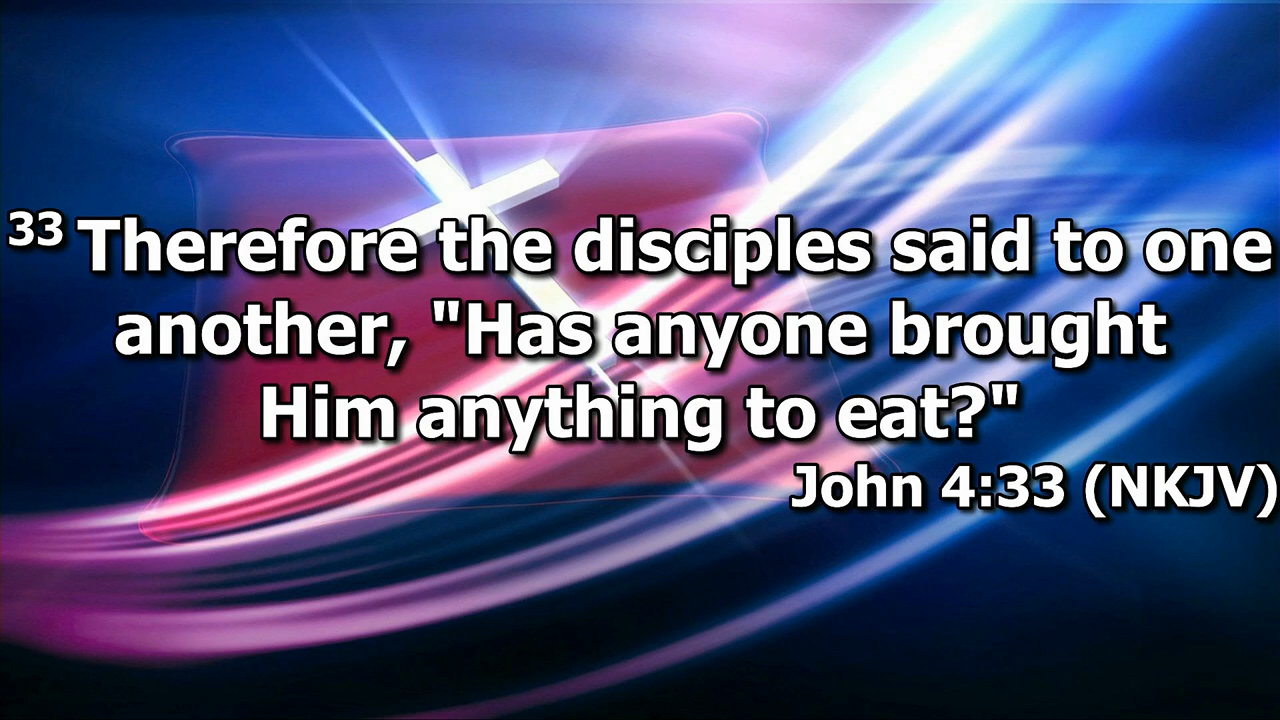 33 Therefore the disciples said to one
another, "Has anyone brought
Him anything to eat?"
John 4:33 (NKJV)